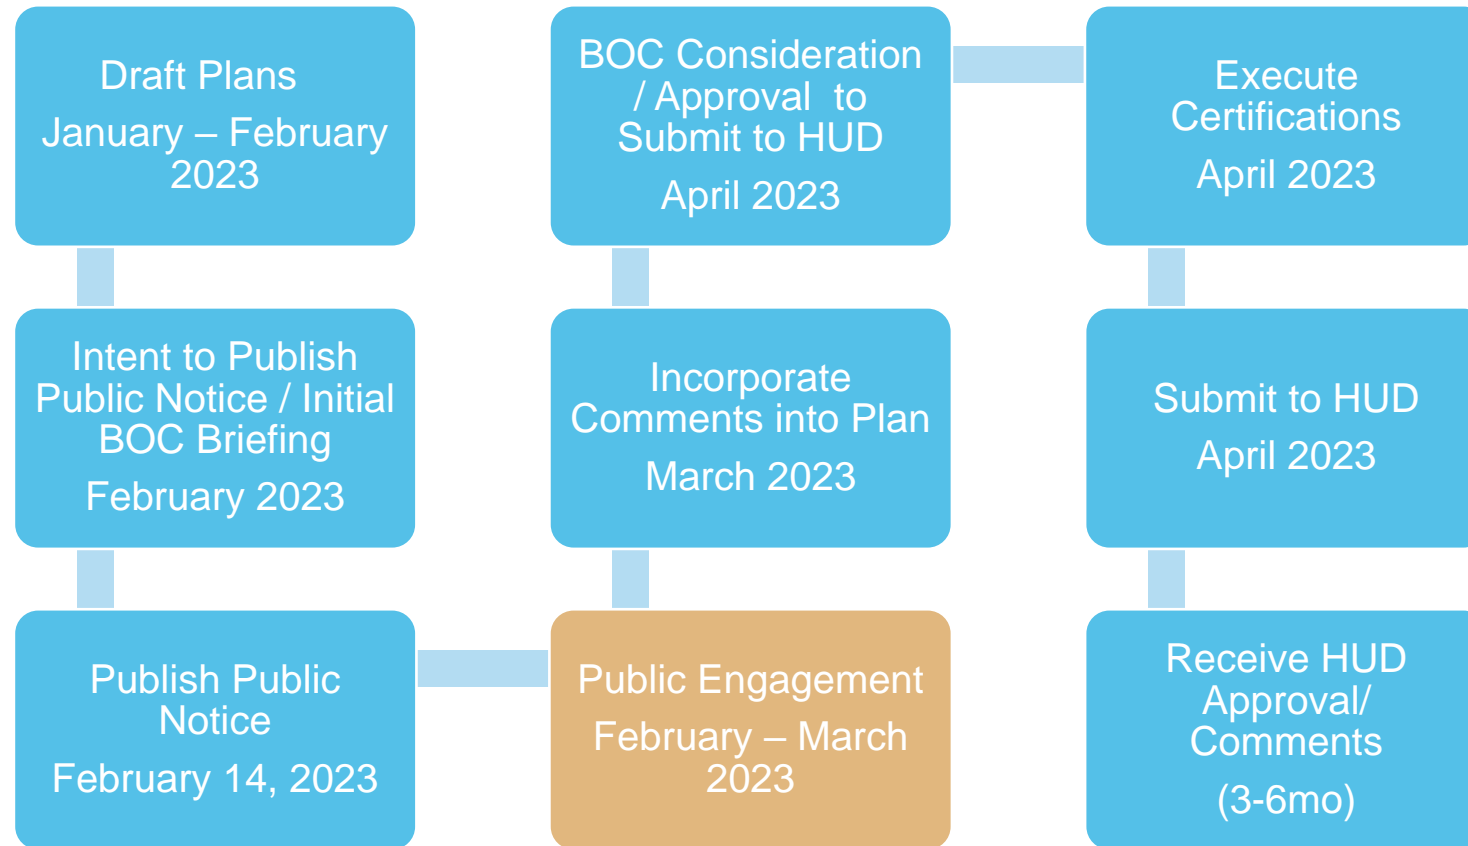 Draft Plans
January – February
2023
Intent to Publish
Public Notice / Initial
BOC Briefing
February 2023
Publish Public
Notice
February 14, 2023
Public Engagement
February – March
2023
Incorporate
Comments into Plan
March 2023
BOC Consideration
/ Approval  to
Submit to HUD
April 2023
Execute
Certifications
April 2023
Submit to HUD
April 2023
Receive HUD
Approval/
Comments
(3-6mo)